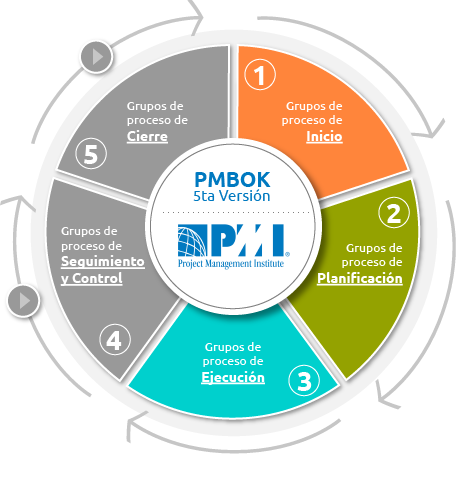 1
Grupos de
proceso de
Inicio
2
Grupos de
proceso de
Planificación
3
Grupos de
proceso de
Ejecución
4
Grupos de
proceso de
Seguimiento
y Control
5
Grupos de
proceso de
Cierre
PMBOK
5ta Versión
PMI®
Project Management Institute